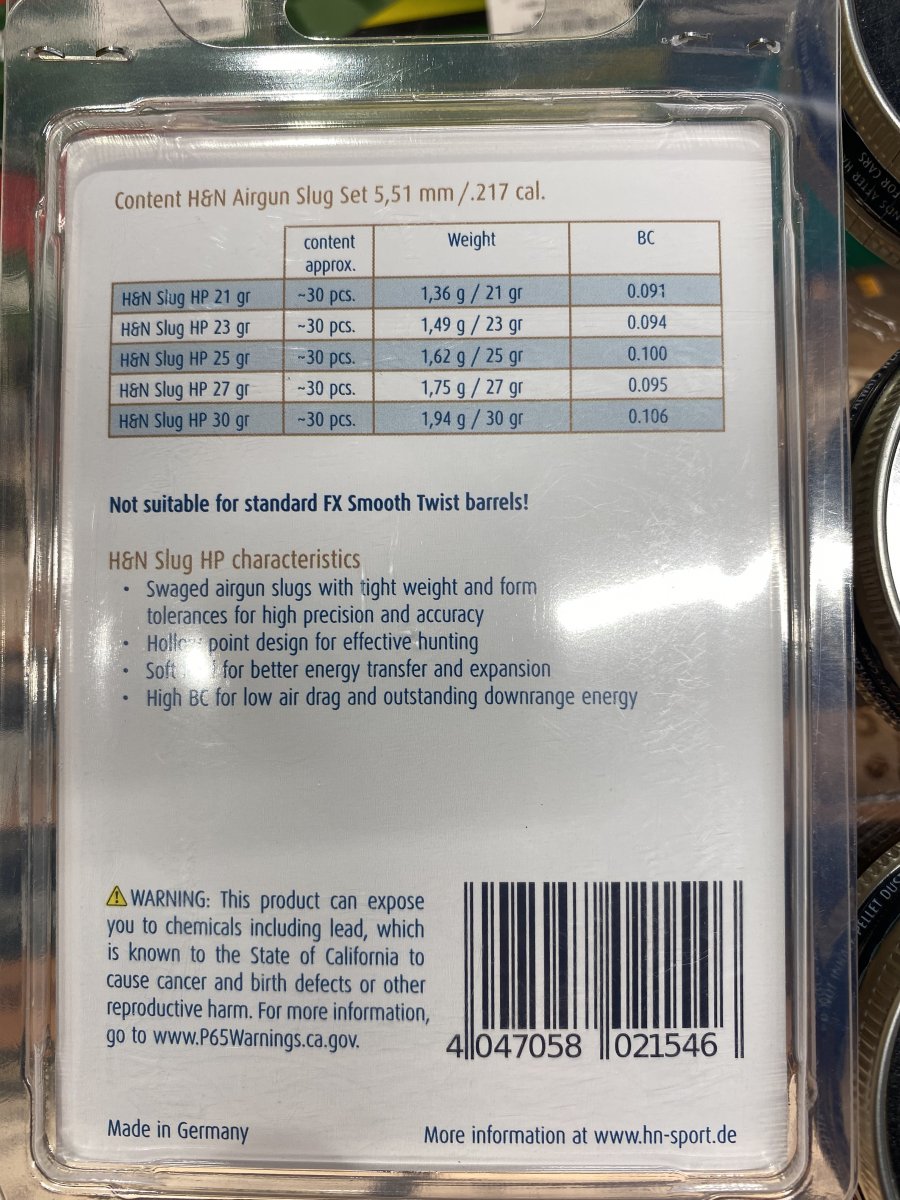 Content H&N Airgun Slug Set 5,51 mm /.217 cal.
content approx. Weight BC
H&N Slug HP 21 gr ~30 pcs. 1,36 g / 21 gr 0.091
H&N Slug HP 23 gr ~30 pcs. 1,49 g / 23 gr 0.094
H&N Slug HP 25 gr ~30 pcs. 1,62 g / 25 gr 0.100
H&N Slug HP 27 gr ~30 pcs. 1,75 g / 27 gr 0.095
H&N Slug HP 30 gr ~30 pcs. 1,94 g / 30 gr 0.106
Not suitable for standard FX Smooth Twist barrels!
H&N Slug HP characteristics
• Swaged airgun slugs with tight weight and form
tolerances for high precision and accuracy
• Hollow point design for effective hunting
• Soft for better energy transfer and expansion
• High BC for low air drag and outstanding downrange energy
WARNING: This product can expose
you to chemicals including lead, which
is known to the State of California to
cause cancer and birth defects or other
reproductive harm. For more information,
go to www.P65Warnings.ca.gov.
4 047058 021546
Made in Germany
More information at www.hn-sport.de
FOR CARS
AFTER
ALWAYS
PELLET